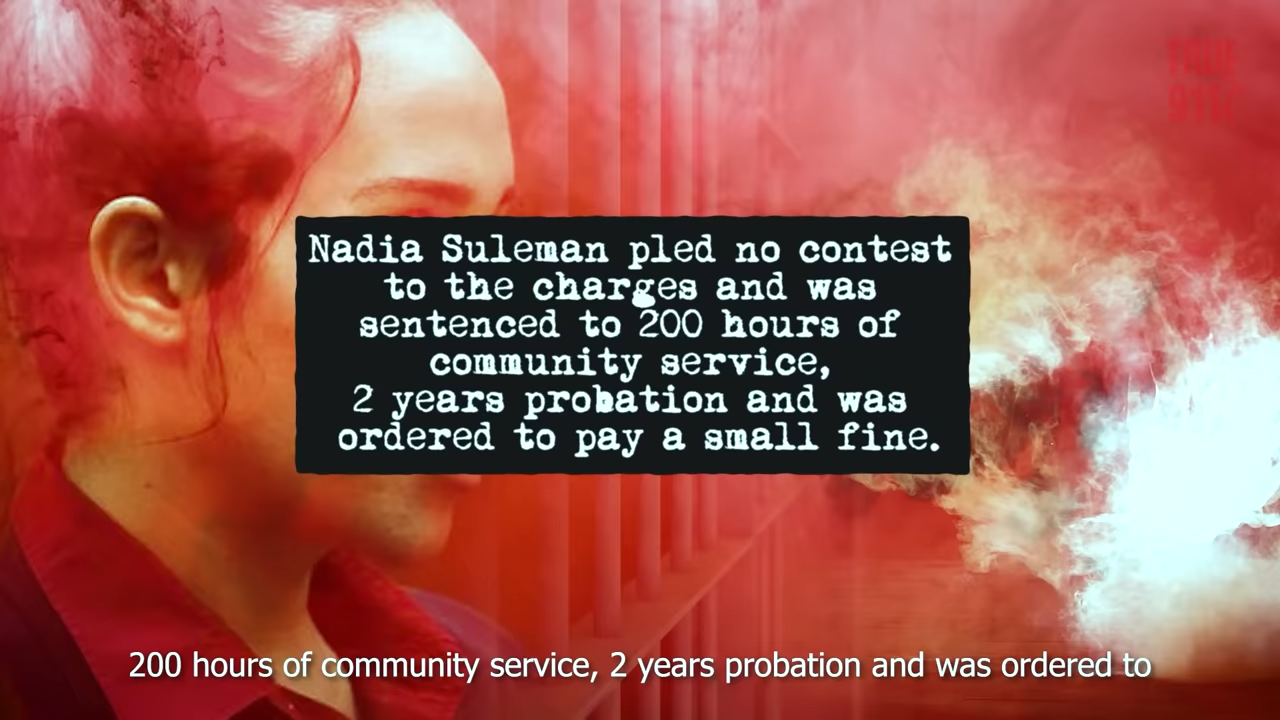 Nadia Suleman pled no contest
to the charges and was
sentenced to 200 hours of
community service,
2 years probation and was
ordered to pay a small fine.
200 hours of community service, 2 years probation and was ordered to